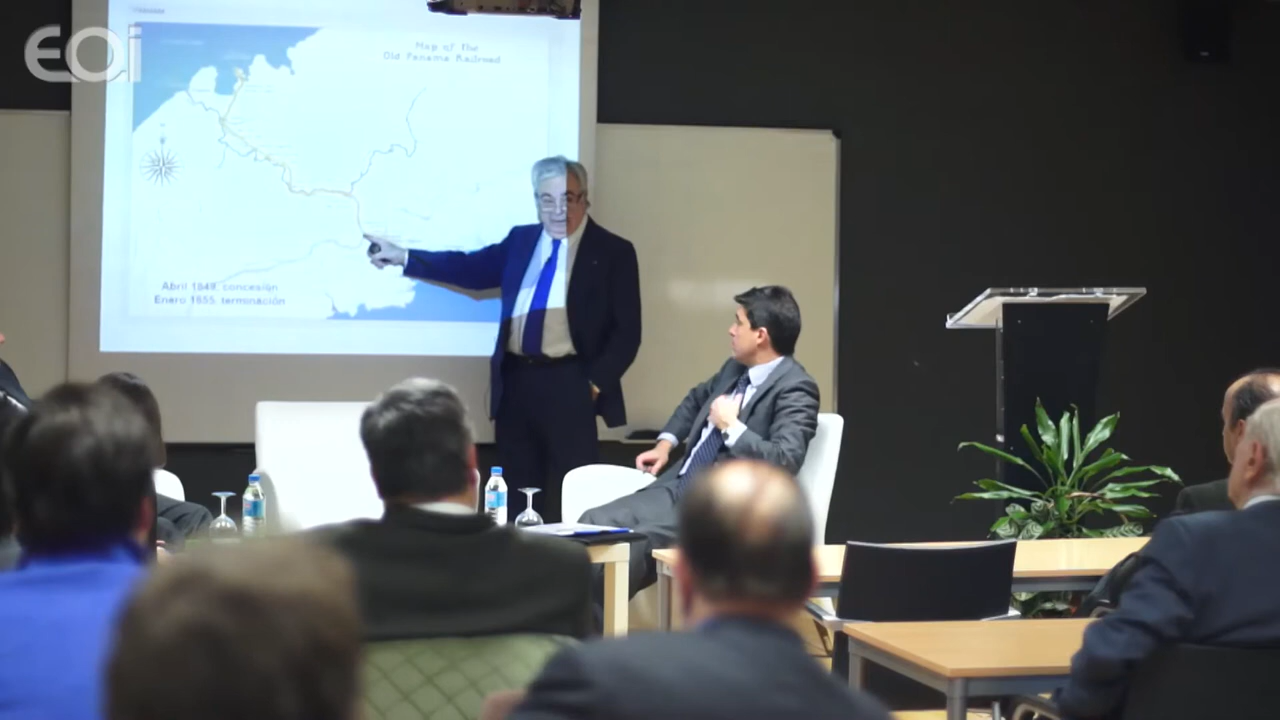 EOi
Map of the
Old Panama Railroad
Abril 1849: concesión
Enero 1855: terminación